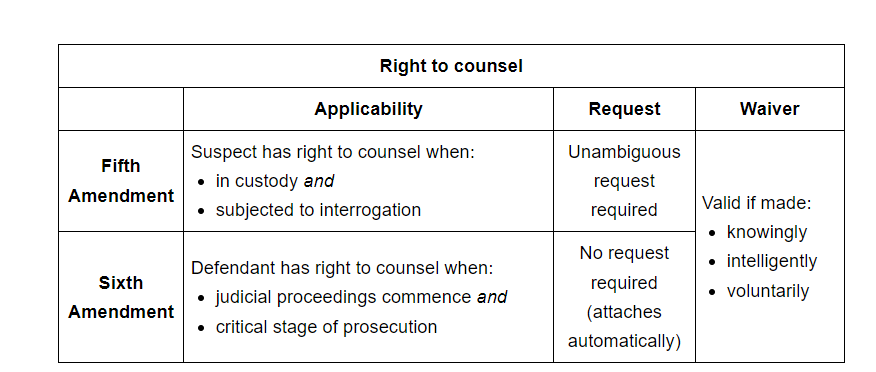 Right to counsel
Applicability
Request
Waiver
Fifth
Amendment
Suspect has right to counsel when:
• in custody and
• subjected to interrogation
Unambiguous
request
required
Valid if made:
• knowingly
• intelligently
• voluntarily
Sixth
Amendment
Defendant has right to counsel when:
• judicial proceedings commence and
• critical stage of prosecution
No request
required
(attaches
automatically)